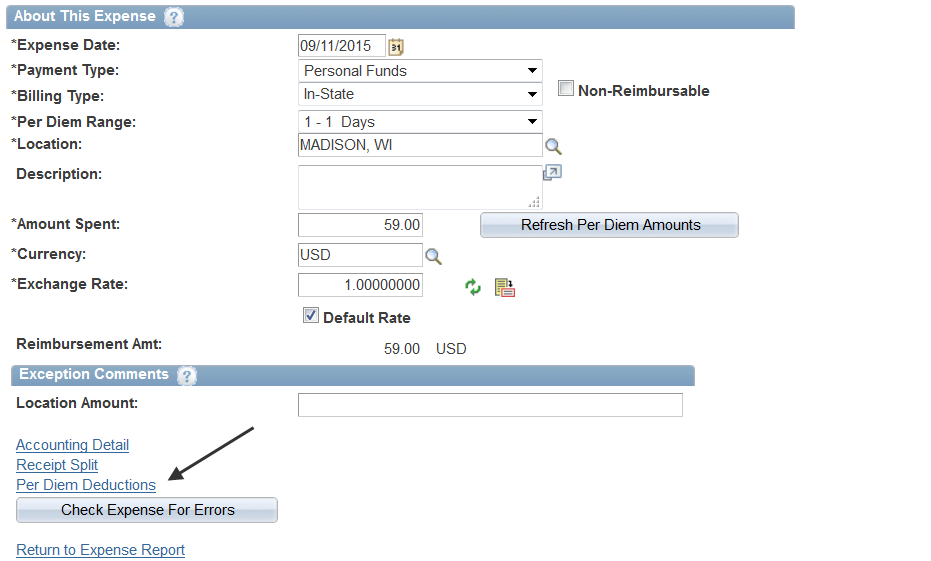 About This Expense ?
*Expense Date: 09/11/2015 31
*Payment Type: Personal Funds
*Billing Type: In-State Non-Reimbursable
*Per Diem Range: 1 - 1 Days
*Location: MADISON, WI
Description:
*Amount Spent: 59.00 Refresh Per Diem Amounts
*Currency: USD
*Exchange Rate: 1.00000000
Default Rate
Reimbursement Amt: 59.00 USD
Exception Comments ?
Location Amount:
Accounting Detail
Receipt Split
Per Diem Deductions
Check Expense For Errors
Return to Expense Report